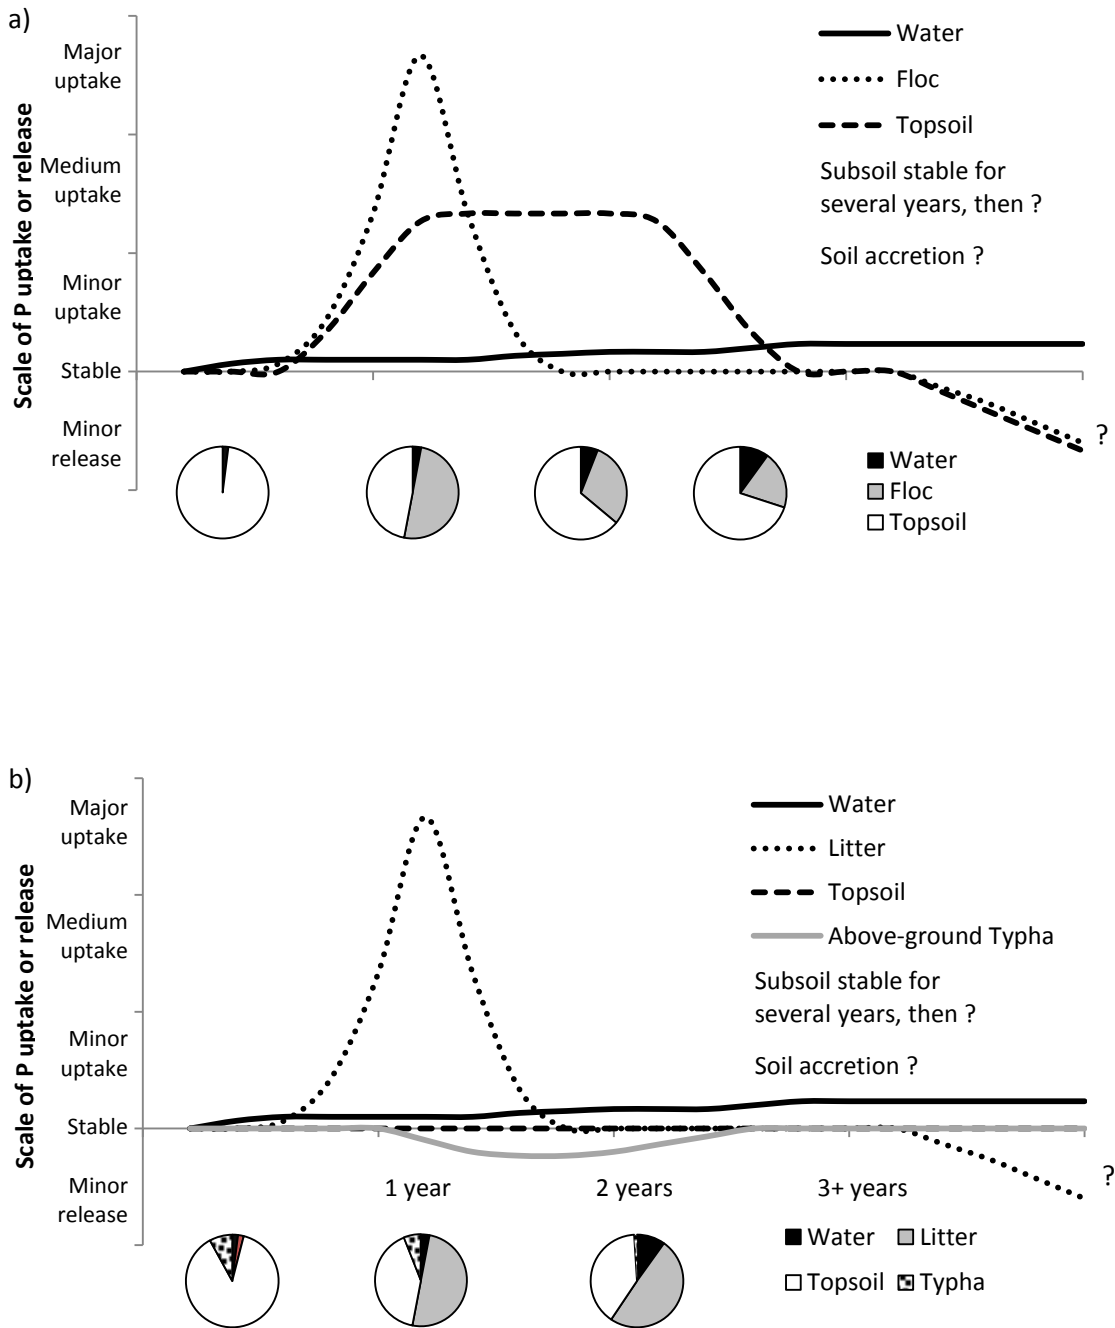 a)
Scale of P uptake or release
Major
uptake
Medium
uptake
Minor
uptake
Stable
Minor
release
Water
Floc
Topsoil
Subsoil stable for
several years, then ?
Soil accretion ?
?
Water
Floc
Topsoil
b)
Scale of P uptake or release
Major
uptake
Medium
uptake
Minor
uptake
Stable
Minor
release
Water
Litter
Topsoil
Above-ground Typha
Subsoil stable for
several years, then ?
Soil accretion ?
1 year 2 years 3+ years
?
Water Litter
Topsoil Typha